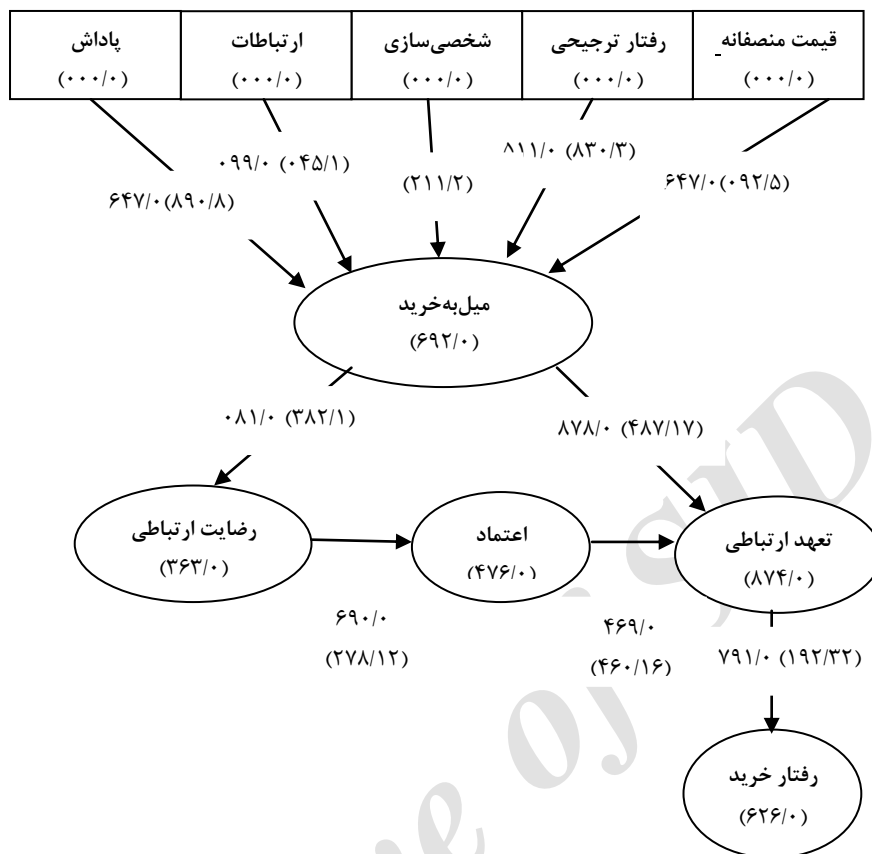 قیمت منصفانه
(۰۰۰/۰)
رفتار ترجیحی
(۰۰۰/۰)
شخصی‌سازی
(۰۰۰/۰)
ارتباطات
(۰۰۰/۰)
پاداش
(۰۰۰/۰)
۶۴۷/۰(۰۹۲/۵)
۸۱۱/۰ (۸۳۰/۳)
(۲۱۱/۲)
۰۹۹/۰ (۰۴۵/۱)
۶۴۷/۰(۸۹۰/۸)
میل‌به‌خرید
(۶۹۲/۰)
۸۷۸/۰ (۴۸۷/۱۷)
۰۸۱/۰ (۳۸۲/۱)
تعهد ارتباطی
(۸۷۴/۰)
اعتماد
(۴۷۶/۰)
رضایت ارتباطی
(۳۶۳/۰)
۷۹۱/۰ (۱۹۲/۳۲)
۴۶۹/۰
(۴۶۰/۱۶)
۶۹۰/۰
(۲۷۸/۱۲)
رفتار خرید
(۶۲۶/۰)